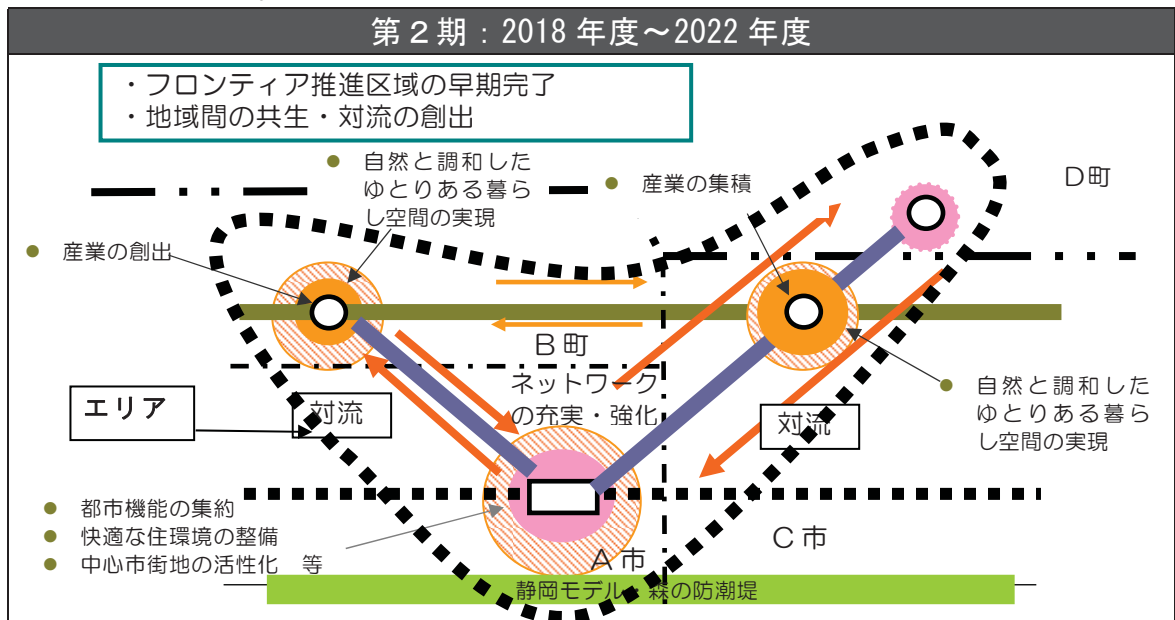 第２期：2018 年度～2022 年度
・フロンティア推進区域の早期完了
・地域間の共生・対流の創出
● 自然と調和した
ゆとりある暮ら
し空間の実現
● 産業の集積
D町
● 産業の創出
B町
ネットワーク
の充実・強化
エリア
対流
対流
● 自然と調和した
ゆとりある暮ら
し空間の実現
● 都市機能の集約
● 快適な住環境の整備
● 中心市街地の活性化　等
A市
C市
静岡モデル・森の防潮堤